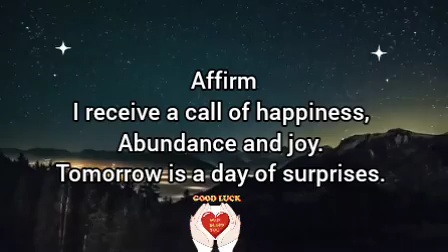 Affirm
I receive a call of happiness,
Abundance and joy.
Tomorrow is a day of surprises.
GOOD LUCK